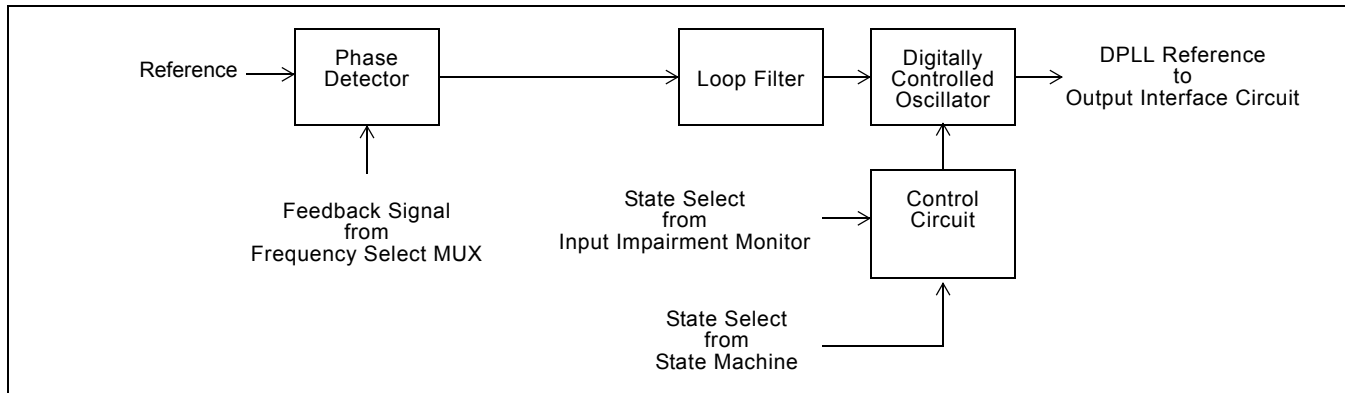 Reference
Phase
Detector
Loop Filter
Digitally
Controlled
Oscillator
DPLL Reference
to
Output Interface Circuit
Feedback Signal
from
Frequency Select MUX
State Select
from
Input Impairment Monitor
Control
Circuit
State Select
from
State Machine